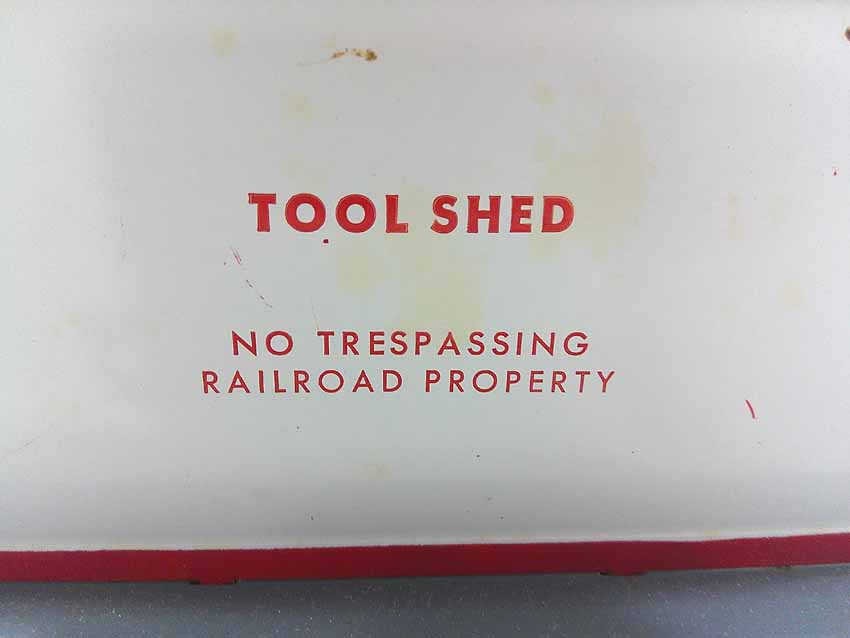 TOOL SHED
NO TRESPASSING
RAILROAD PROPERTY